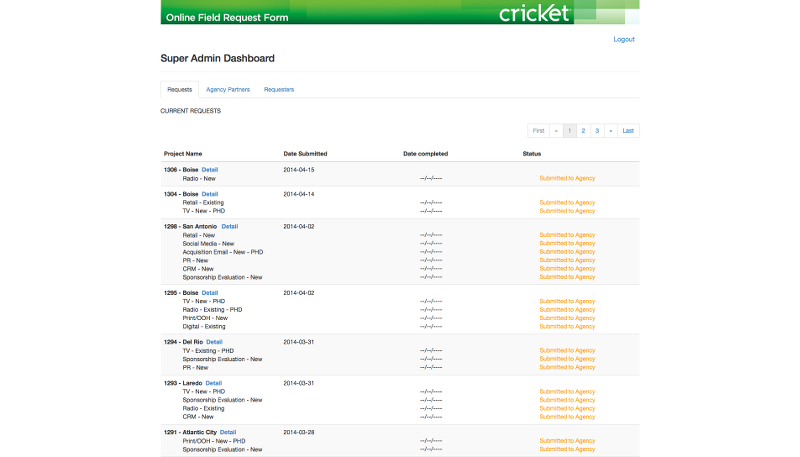 Online Field Request Form
cricket
Logout
Super Admin Dashboard
Requests Agency Partners Requesters
CURRENT REQUESTS
First « 1 2 3 » Last
Project Name Date Submitted Date completed Status
1306 - Boise Detail 2014-04-15
Radio - New --/--/---- Submitted to Agency
1304 - Boise Detail 2014-04-14
Retail - Existing --/--/---- Submitted to Agency
TV - New - PHD --/--/---- Submitted to Agency
1298 - San Antonio Detail 2014-04-02
Retail - New --/--/---- Submitted to Agency
Social Media - New --/--/---- Submitted to Agency
Acquisition Email - New - PHD --/--/---- Submitted to Agency
PR - New --/--/---- Submitted to Agency
CRM - New --/--/---- Submitted to Agency
Sponsorship Evaluation - New --/--/---- Submitted to Agency
1295 - Boise Detail 2014-04-02
TV - New - PHD --/--/---- Submitted to Agency
Radio - Existing - PHD --/--/---- Submitted to Agency
Print/OOH - New --/--/---- Submitted to Agency
Digital - Existing --/--/---- Submitted to Agency
1294 - Del Rio Detail 2014-03-31
TV - Existing - PHD --/--/---- Submitted to Agency
Sponsorship Evaluation - New --/--/---- Submitted to Agency
PR - New --/--/---- Submitted to Agency
1293 - Laredo Detail 2014-03-31
TV - New - PHD --/--/---- Submitted to Agency
Sponsorship Evaluation - New --/--/---- Submitted to Agency
Radio - Existing --/--/---- Submitted to Agency
CRM - New --/--/---- Submitted to Agency
1291 - Atlantic City Detail 2014-03-28
Print/OOH - New - PHD --/--/---- Submitted to Agency
Sponsorship Evaluation - New --/--/---- Submitted to Agency